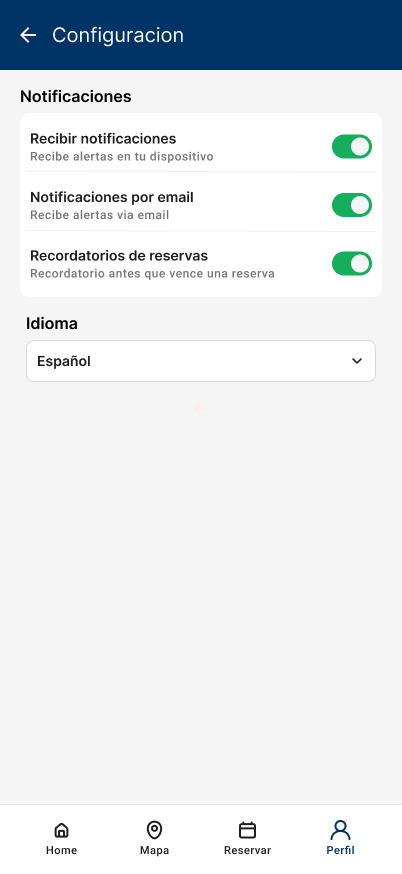 Configuracion
Notificaciones
Recibir notificaciones
Recibe alertas en tu dispositivo
Notificaciones por email
Recibe alertas via email
Recordatorios de reservas
Recordatorio antes que vence una reserva
Idioma
Español
Home
Mapa
Reservar
Perfil